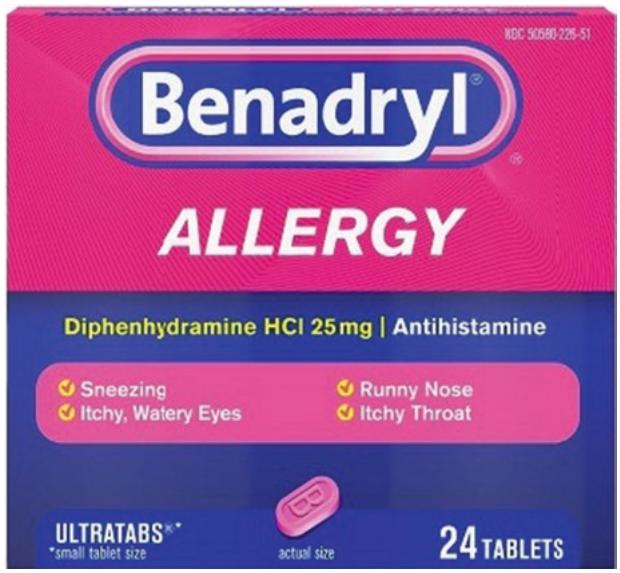 ALLERGY
NDC 50580-226-51
Benadryl®
®
ALLERGY
Diphenhydramine HCl 25mg | Antihistamine
Sneezing
Runny Nose
Itchy, Watery Eyes
Itchy Throat
B
ULTRATABS®*
*small tablet size
actual size
24 TABLETS